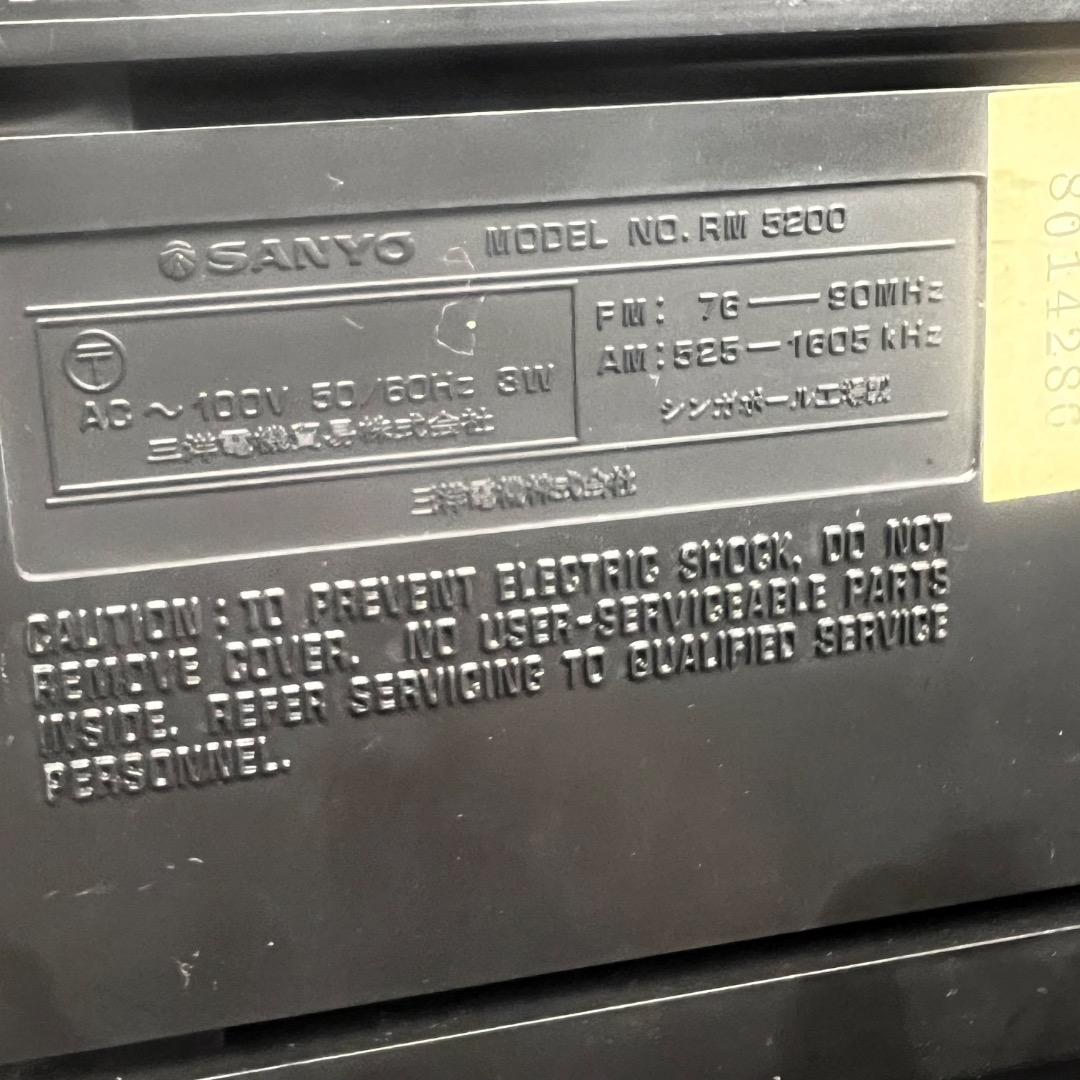 SANYO MODEL NO. RM 5200
〒
AC ～ 100V 50/60Hz 3W
三洋電機貿易株式会社
FM: 76—90MHz
AM: 525—1605 kHz
シンガポール工場製
三洋電機株式会社
CAUTION: TO PREVENT ELECTRIC SHOCK, DO NOT
REMOVE COVER. NO USER-SERVICEABLE PARTS
INSIDE. REFER SERVICING TO QUALIFIED SERVICE
PERSONNEL.
8014286